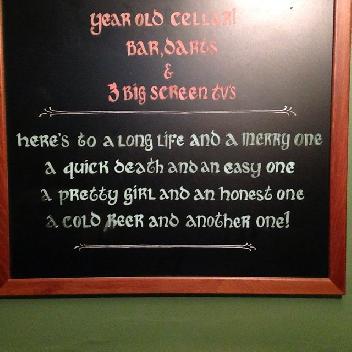 year old cellar!
Bar, Darts
&
3 Big Screen TV's
here's to a long life and a merry one
a quick death and an easy one
a pretty girl and an honest one
a cold Beer and another one!